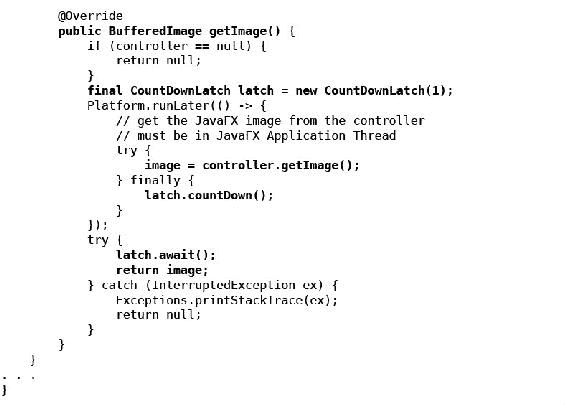 @Override
        public BufferedImage getImage() {
            if (controller == null) {
                return null;
            }
            final CountDownLatch latch = new CountDownLatch(1);
            Platform.runLater(() -> {
                // get the JavaFX image from the controller
                // must be in JavaFX Application Thread
                try {
                    image = controller.getImage();
                } finally {
                    latch.countDown();
                }
            });
            try {
                latch.await();
                return image;
            } catch (InterruptedException ex) {
                Exceptions.printStackTrace(ex);
                return null;
            }
        }
    }
. . .
}